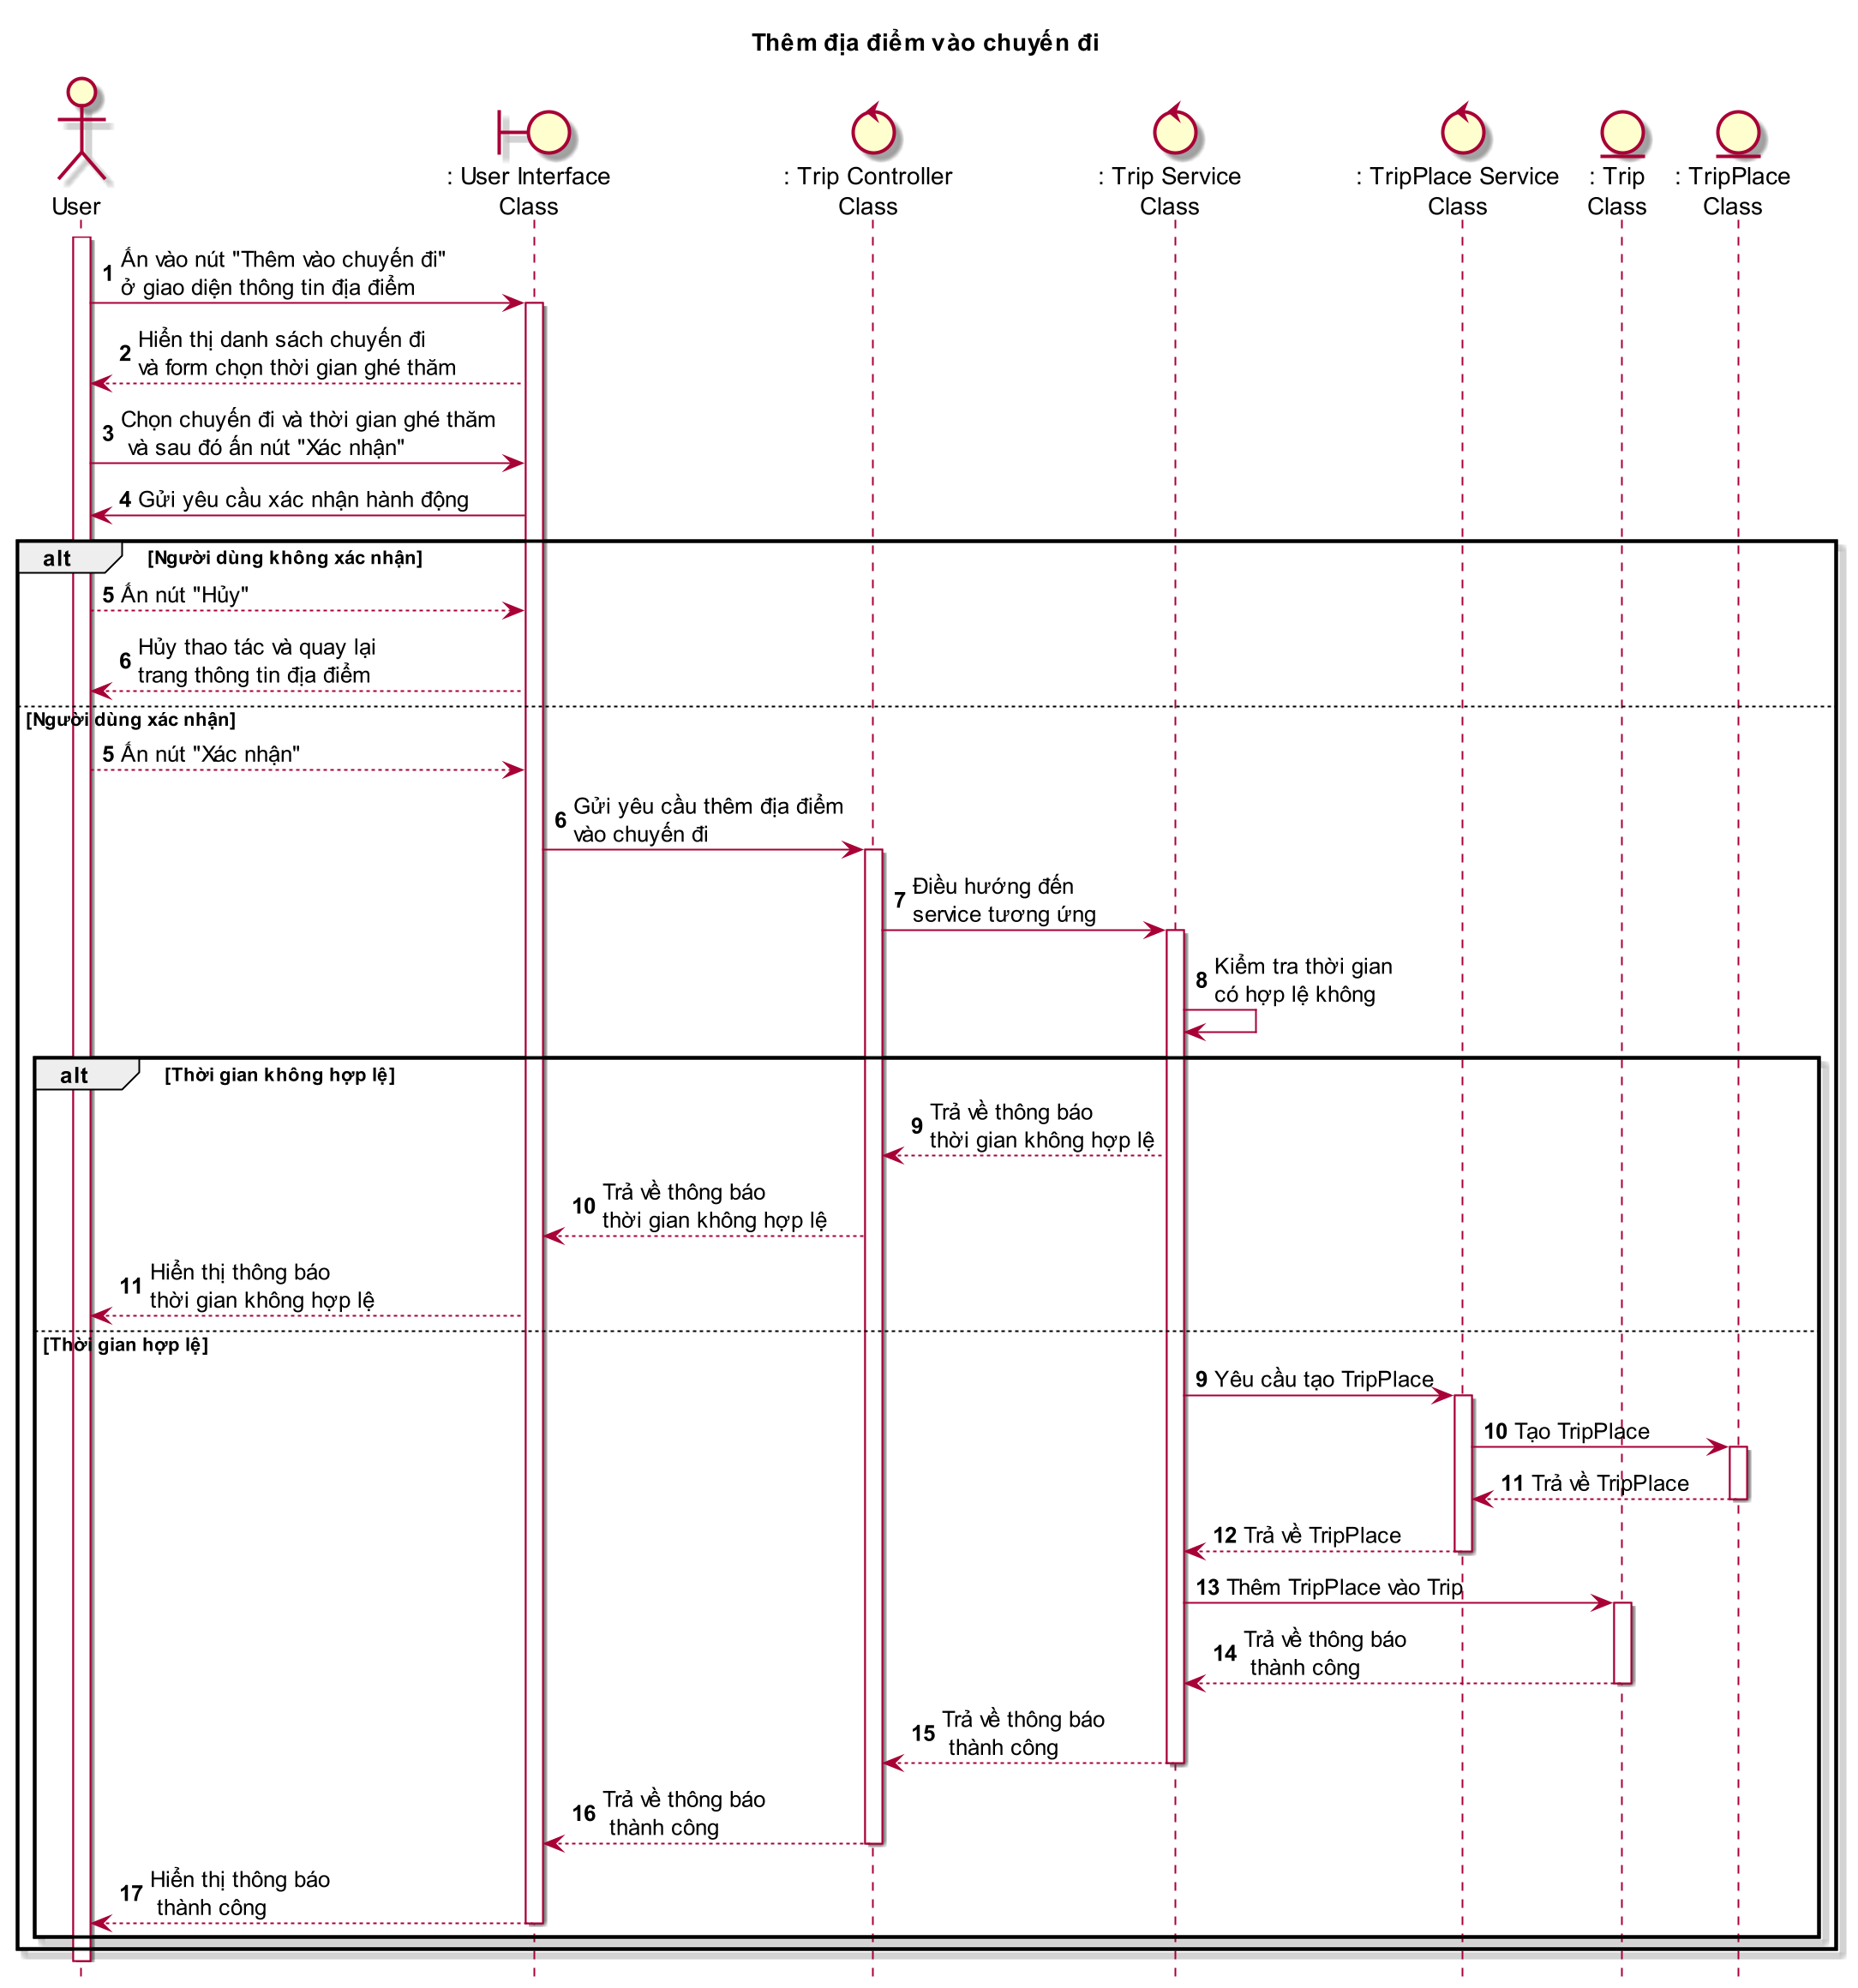 Thêm địa điểm vào chuyến đi
User
: User Interface
Class
: Trip Controller
Class
: Trip Service
Class
: TripPlace Service
Class
: Trip
Class
: TripPlace
Class
1 Ấn vào nút "Thêm vào chuyến đi"
ở giao diện thông tin địa điểm
2 Hiển thị danh sách chuyến đi
và form chọn thời gian ghé thăm
3 Chọn chuyến đi và thời gian ghé thăm
và sau đó ấn nút "Xác nhận"
4 Gửi yêu cầu xác nhận hành động
alt [Người dùng không xác nhận]
5 Ấn nút "Hủy"
6 Hủy thao tác và quay lại
trang thông tin địa điểm
[Người dùng xác nhận]
5 Ấn nút "Xác nhận"
6 Gửi yêu cầu thêm địa điểm
vào chuyến đi
7 Điều hướng đến
service tương ứng
8 Kiểm tra thời gian
có hợp lệ không
alt [Thời gian không hợp lệ]
9 Trả về thông báo
thời gian không hợp lệ
10 Trả về thông báo
thời gian không hợp lệ
11 Hiển thị thông báo
thời gian không hợp lệ
[Thời gian hợp lệ]
9 Yêu cầu tạo TripPlace
10 Tạo TripPlace
11 Trả về TripPlace
12 Trả về TripPlace
13 Thêm TripPlace vào Trip
14 Trả về thông báo
thành công
15 Trả về thông báo
thành công
16 Trả về thông báo
thành công
17 Hiển thị thông báo
thành công